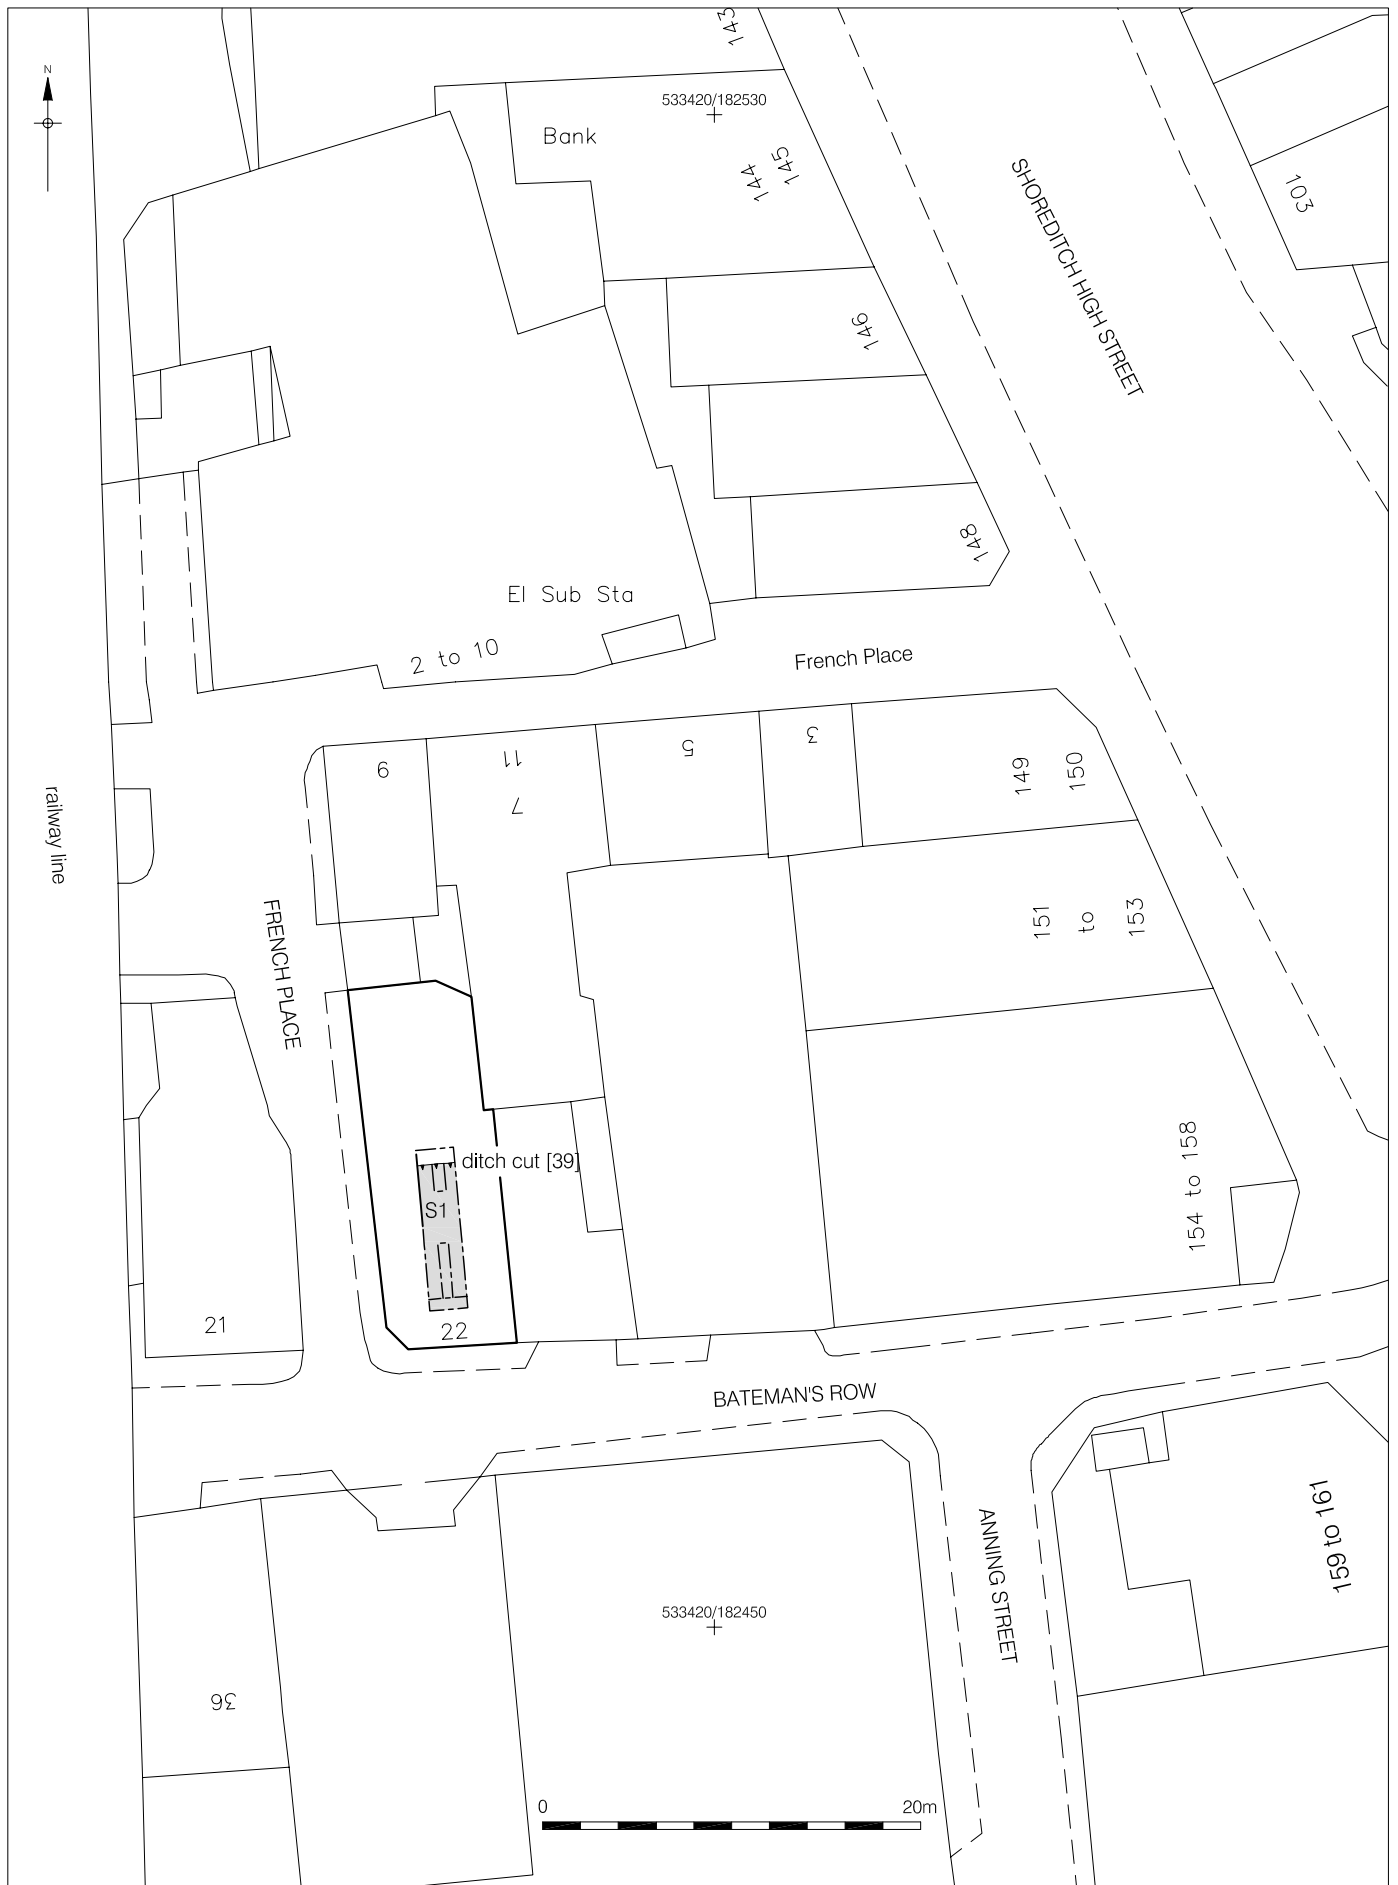 143
N
533420/182530
Bank
145
144
SHOREDITCH HIGH STREET
103
146
148
El Sub Sta
2 to 10
French Place
9
11
7
5
3
149
150
railway line
FRENCH PLACE
151
to
153
ditch cut [39]
S1
154 to 158
21
22
BATEMAN'S ROW
ANNING STREET
159 to 161
533420/182450
36
0
20m